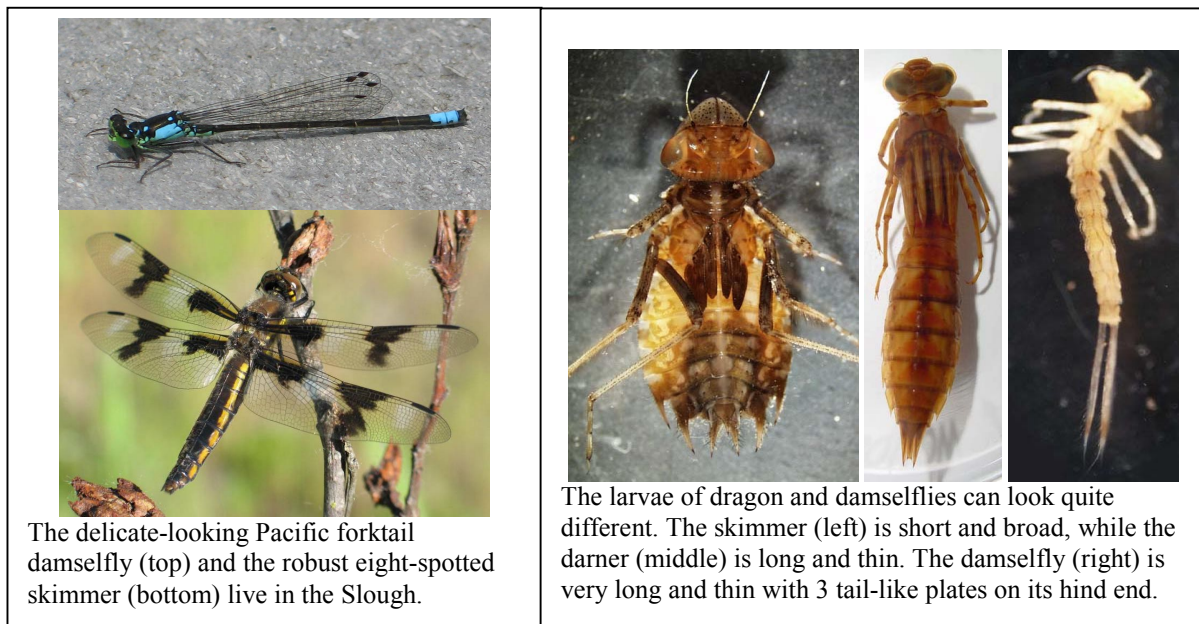 The delicate-looking Pacific forktail
damselfly (top) and the robust eight-spotted
skimmer (bottom) live in the Slough.
The larvae of dragon and damselflies can look quite
different. The skimmer (left) is short and broad, while the
darner (middle) is long and thin. The damselfly (right) is
very long and thin with 3 tail-like plates on its hind end.